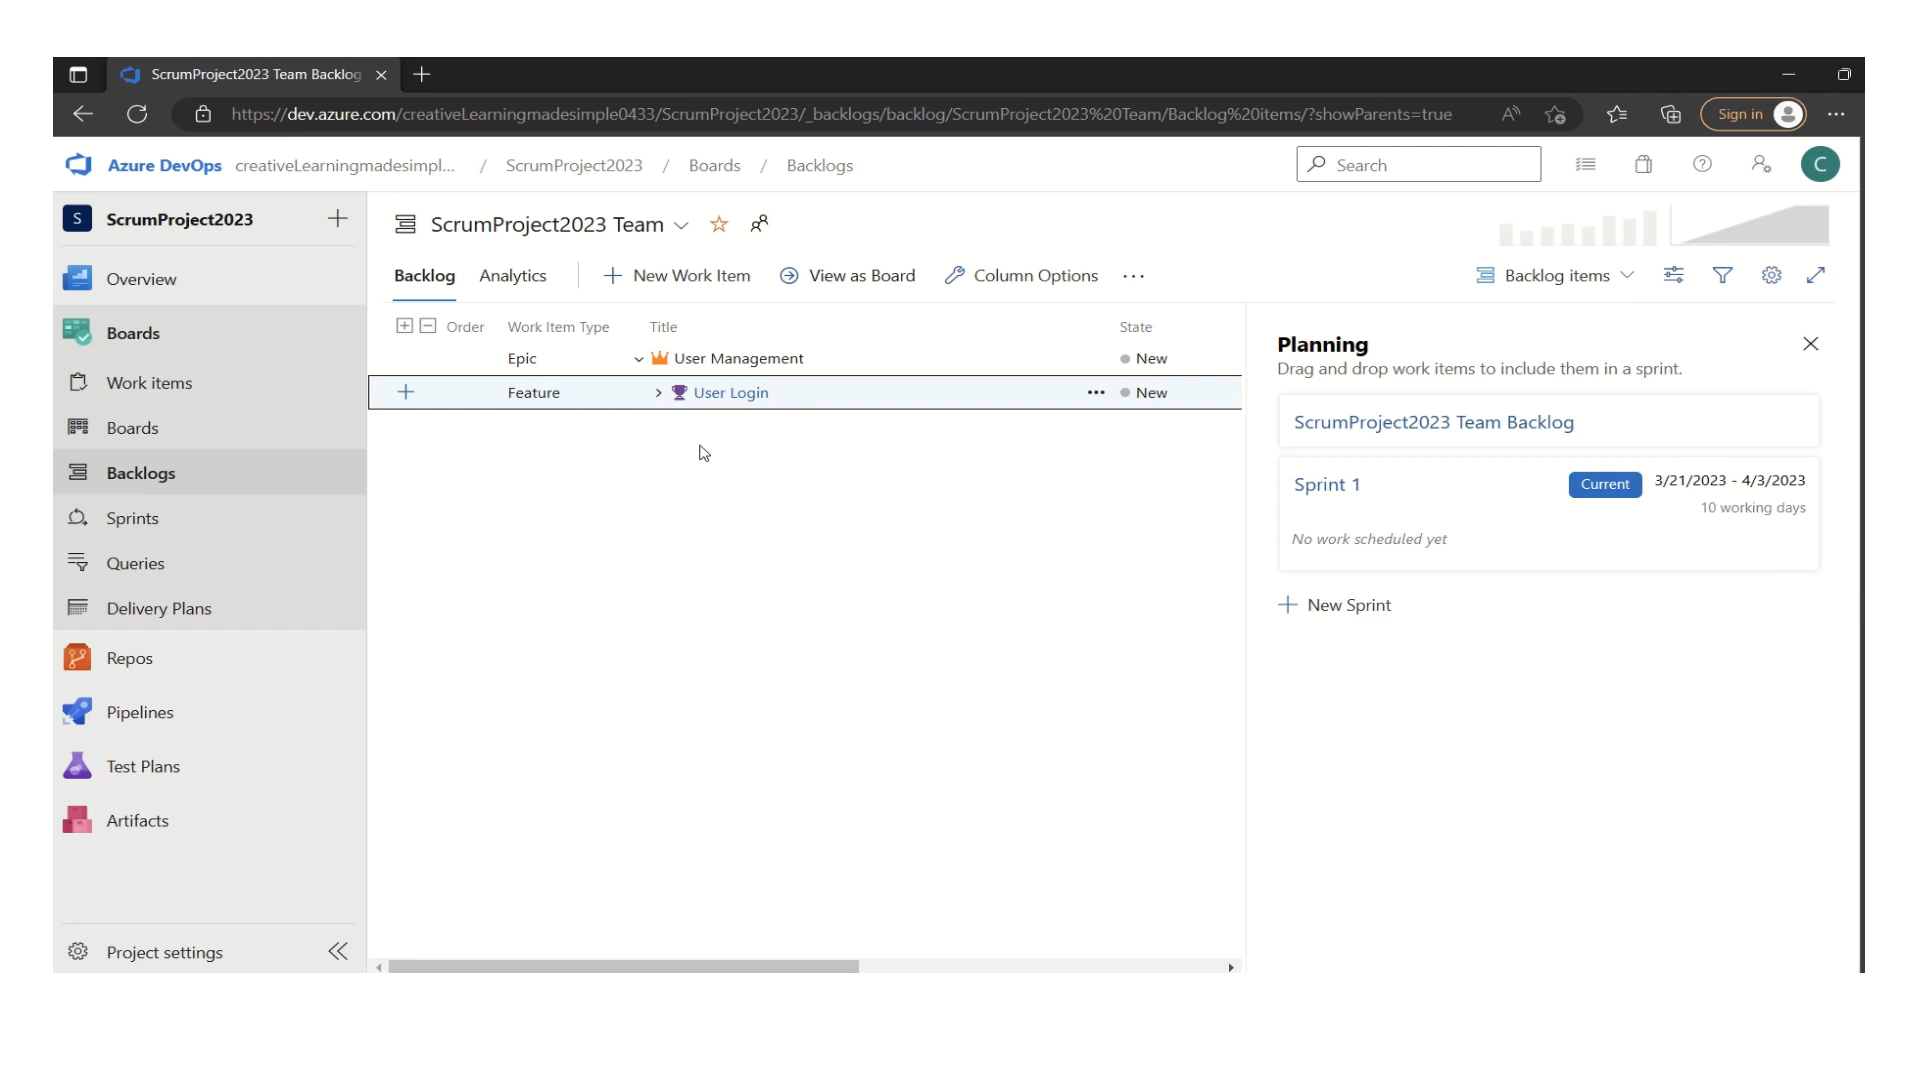 ScrumProject2023 Team Backlog
https://dev.azure.com/creativeLearningmadesimple0433/ScrumProject2023/_backlogs/backlog/ScrumProject2023%20Team/Backlog%20items/?showParents=true
Sign in
Azure DevOps creativeLearningmadesimpl... / ScrumProject2023 / Boards / Backlogs
Search
C
S ScrumProject2023
ScrumProject2023 Team
Overview
Backlog Analytics New Work Item View as Board Column Options
Backlog items
Boards
Work items
Boards
Backlogs
Sprints
Queries
Delivery Plans
Repos
Pipelines
Test Plans
Artifacts
Project settings
Order Work Item Type Title State
Epic User Management New
Feature User Login ... New
Planning
Drag and drop work items to include them in a sprint.
ScrumProject2023 Team Backlog
Sprint 1 Current 3/21/2023 - 4/3/2023
10 working days
No work scheduled yet
New Sprint